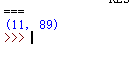 ===
(11, 89)
>>>